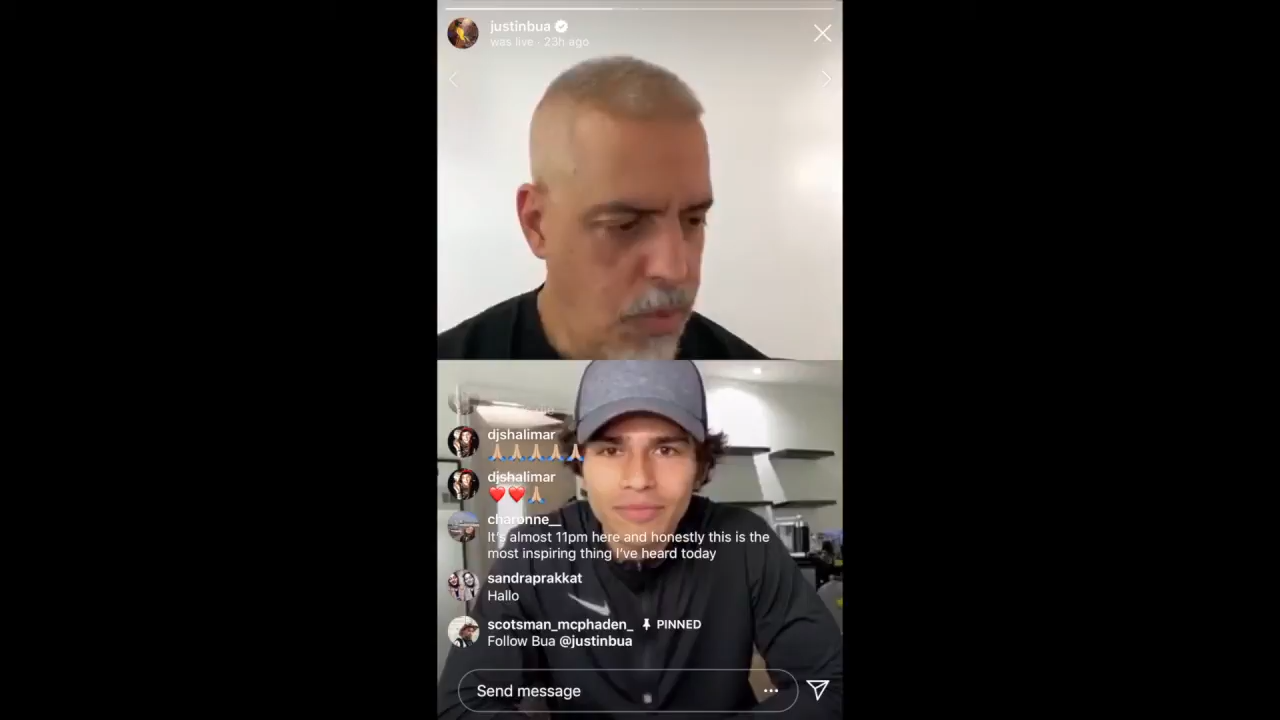 justinbua
was live · 23h ago
djshalimar
🙏🏼🙏🏼🙏🏼🙏🏼🙏🏼
djshalimar
❤️❤️🙏🏼
charonne__
It's almost 11pm here and honestly this is the
most inspiring thing I've heard today
sandraprakkat
Hallo
scotsman_mcphaden_ PINNED
Follow Bua @justinbua
Send message